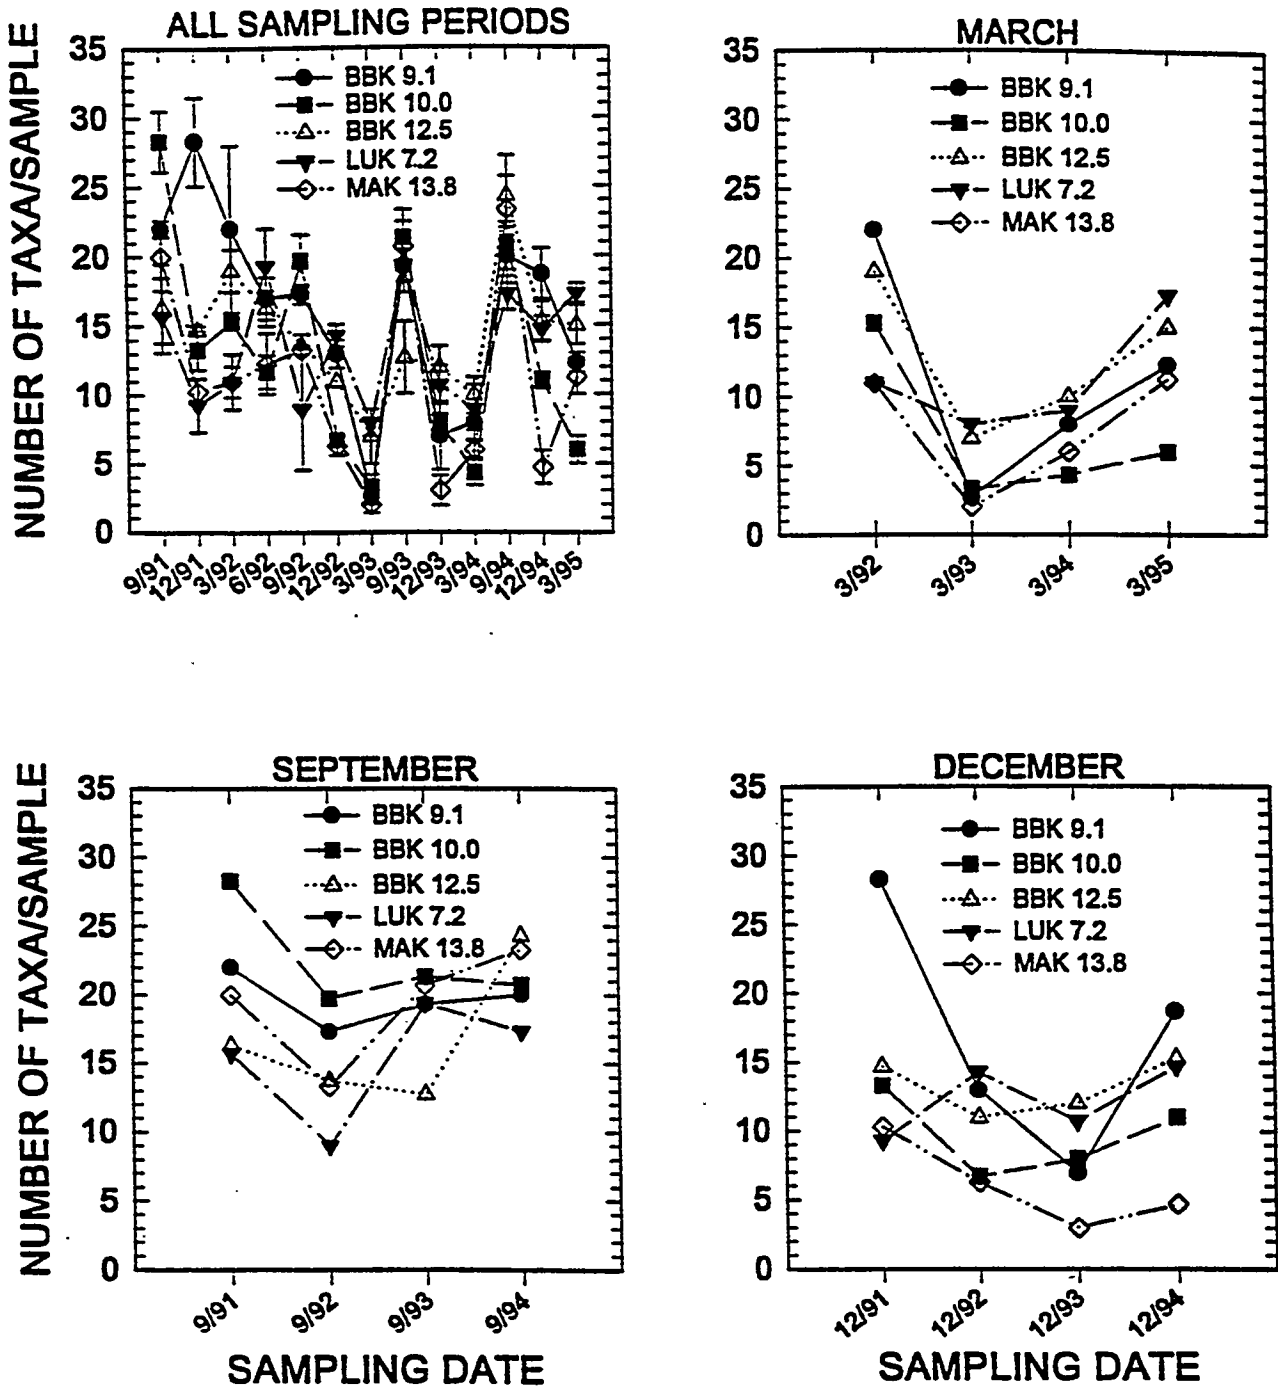 ALL SAMPLING PERIODS
NUMBER OF TAXA/SAMPLE
35
30
25
20
15
10
5
0
BBK 9.1
BBK 10.0
BBK 12.5
LUK 7.2
MAK 13.8
9/91
12/91
3/92
6/92
9/92
12/92
3/93
9/93
12/93
3/94
9/94
12/94
3/95
MARCH
35
30
25
20
15
10
5
0
BBK 9.1
BBK 10.0
BBK 12.5
LUK 7.2
MAK 13.8
3/92
3/93
3/94
3/95
SEPTEMBER
NUMBER OF TAXA/SAMPLE
35
30
25
20
15
10
5
0
BBK 9.1
BBK 10.0
BBK 12.5
LUK 7.2
MAK 13.8
9/91
9/92
9/93
9/94
SAMPLING DATE
DECEMBER
35
30
25
20
15
10
5
0
BBK 9.1
BBK 10.0
BBK 12.5
LUK 7.2
MAK 13.8
12/91
12/92
12/93
12/94
SAMPLING DATE